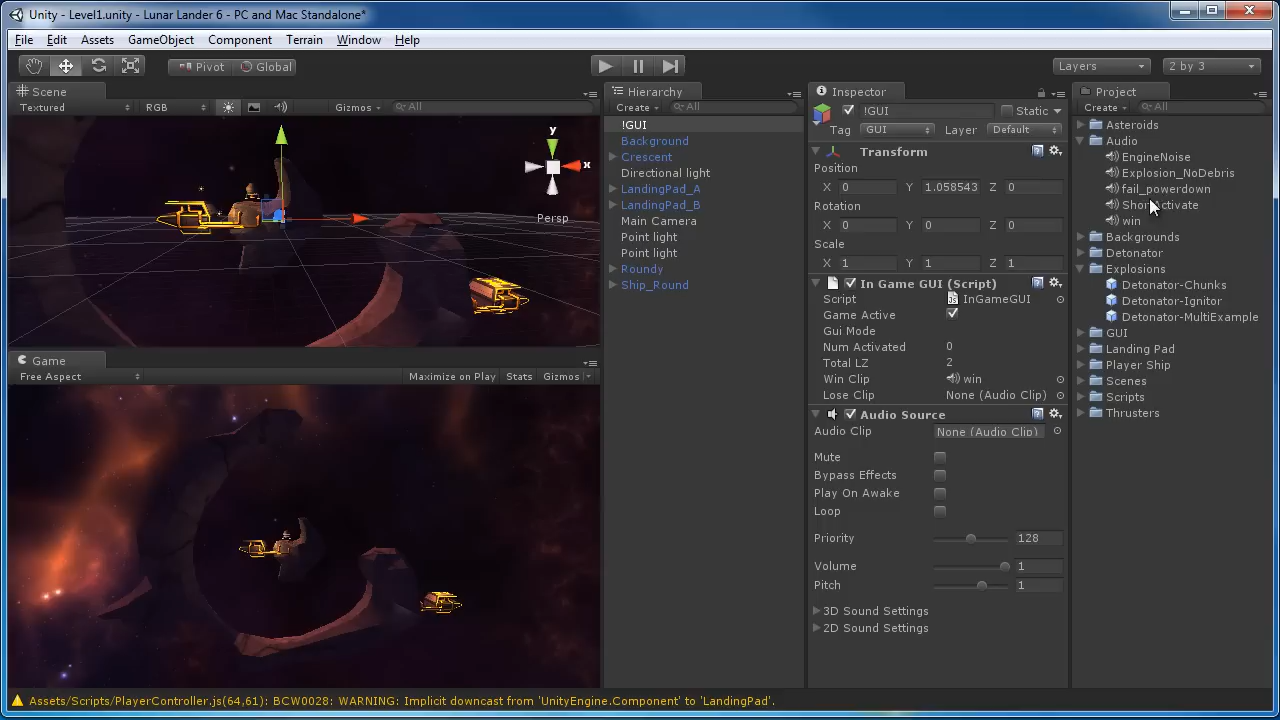 Unity - Level1.unity - Lunar Lander 6 - PC and Mac Standalone*
File Edit Assets GameObject Component Terrain Window Help
Pivot Global Layers 2 by 3
Scene
Textured RGB Gizmos All
y
x
Persp
Game
Free Aspect Maximize on Play Stats Gizmos
Hierarchy
Create All
!GUI
Background
Crescent
Directional light
LandingPad_A
LandingPad_B
Main Camera
Point light
Point light
Roundy
Ship_Round
Inspector
!GUI Static
Tag GUI Layer Default
Transform
Position
X 0 Y 1.058543 Z 0
Rotation
X 0 Y 0 Z 0
Scale
X 1 Y 1 Z 1
In Game GUI (Script)
Script InGameGUI
Game Active
Gui Mode
Num Activated 0
Total LZ 2
Win Clip win
Lose Clip None (Audio Clip)
Audio Source
Audio Clip None (Audio Clip)
Mute
Bypass Effects
Play On Awake
Loop
Priority 128
Volume 1
Pitch 1
3D Sound Settings
2D Sound Settings
Project
Create All
Asteroids
Audio
EngineNoise
Explosion_NoDebris
fail_powerdown
win
Backgrounds
Detonator
Explosions
Detonator-Chunks
Detonator-Ignitor
Detonator-MultiExample
GUI
Landing Pad
Player Ship
Scenes
Scripts
Thrusters
Assets/Scripts/PlayerController.js(64,61): BCW0028: WARNING: Implicit downcast from 'UnityEngine.Component' to 'LandingPad'.